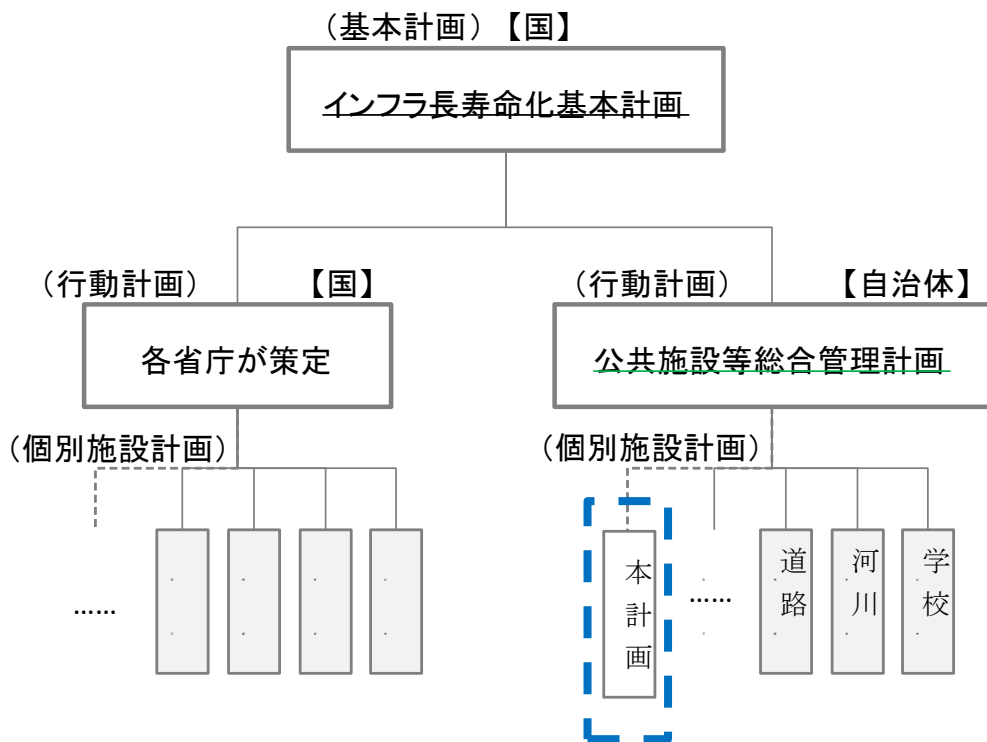 （基本計画）【国】
インフラ長寿命化基本計画
（行動計画）　【国】
（行動計画）　【自治体】
各省庁が策定
公共施設等総合管理計画
（個別施設計画）
（個別施設計画）
……
本計画
……
道路
河川
学校